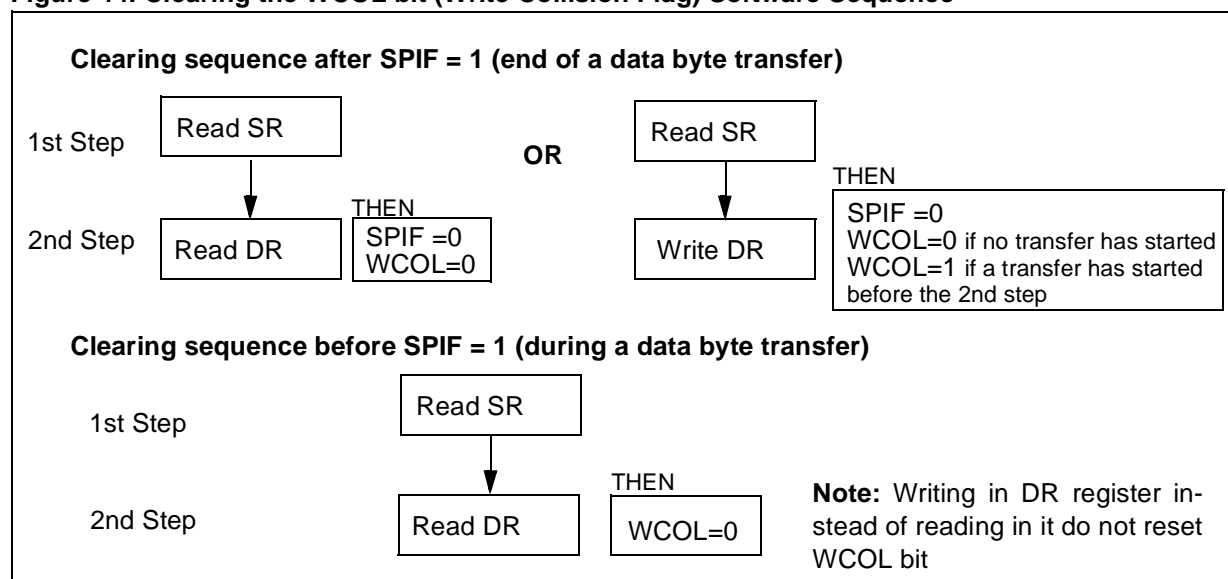 Clearing sequence after SPIF = 1 (end of a data byte transfer)
1st Step
Read SR
OR
Read SR
2nd Step
Read DR
THEN
SPIF =0
WCOL=0
Write DR
THEN
SPIF =0
WCOL=0 if no transfer has started
WCOL=1 if a transfer has started
before the 2nd step
Clearing sequence before SPIF = 1 (during a data byte transfer)
1st Step
Read SR
2nd Step
Read DR
THEN
WCOL=0
Note: Writing in DR register in-
stead of reading in it do not reset
WCOL bit